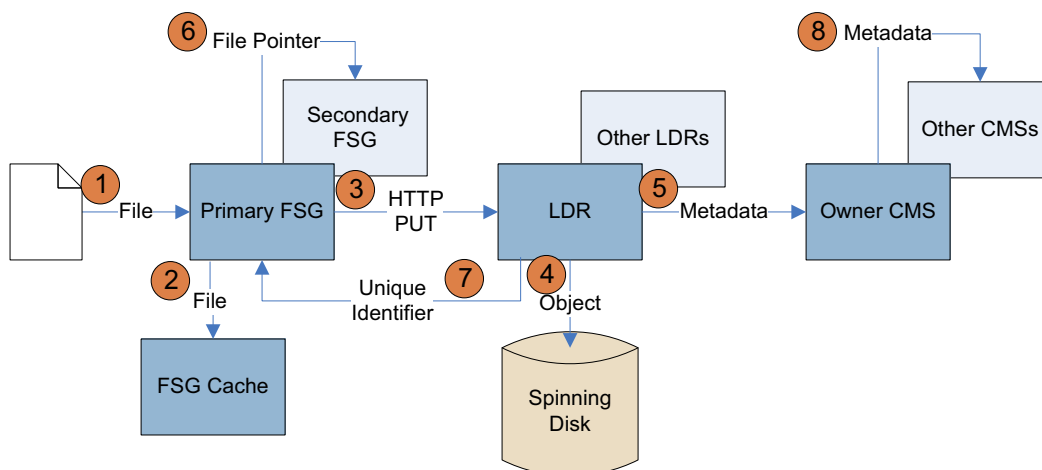 6
File Pointer
8
Metadata
Secondary
FSG
Other LDRs
Other CMSs
1
File
Primary FSG
3
HTTP
PUT
LDR
5
Metadata
Owner CMS
2
File
Unique
Identifier
7
4
Object
FSG Cache
Spinning
Disk